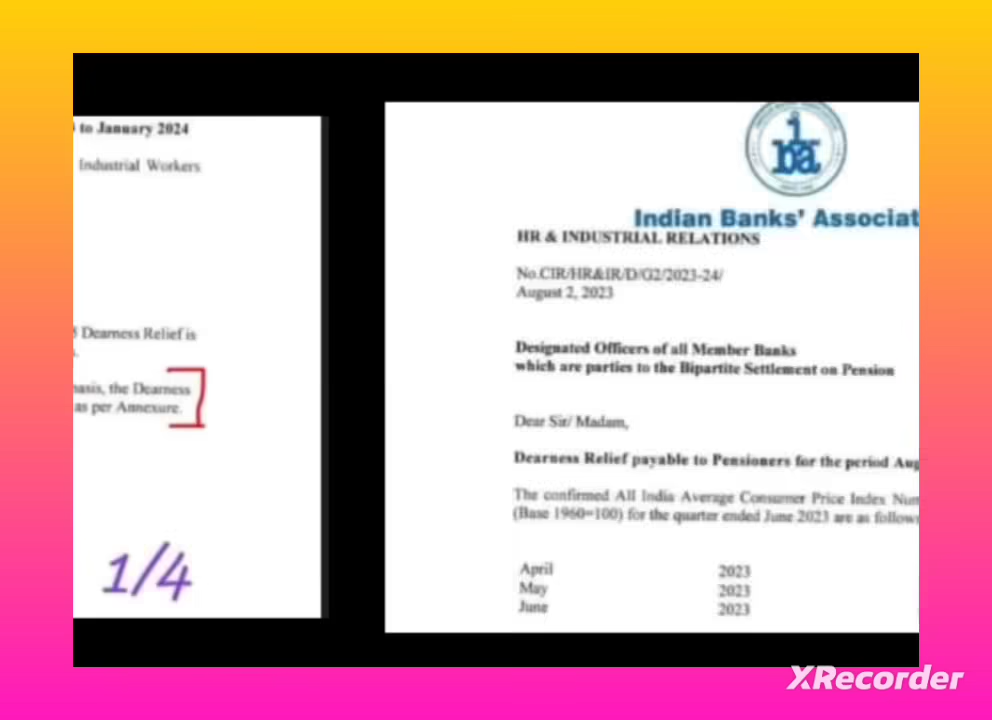 to January 2024
Industrial Workers
Dearness Relief is
basis, the Dearness
as per Annexure.
1/4
iba
Indian Banks' Associat
HR & INDUSTRIAL RELATIONS
No.CIR/HR&IR/D/G2/2023-24/
August 2, 2023
Designated Officers of all Member Banks
which are parties to the Bipartite Settlement on Pension
Dear Sir/ Madam,
Dearness Relief payable to Pensioners for the period Aug
The confirmed All India Average Consumer Price Index Num
(Base 1960=100) for the quarter ended June 2023 are as follows
April 2023
May 2023
June 2023
XRecorder